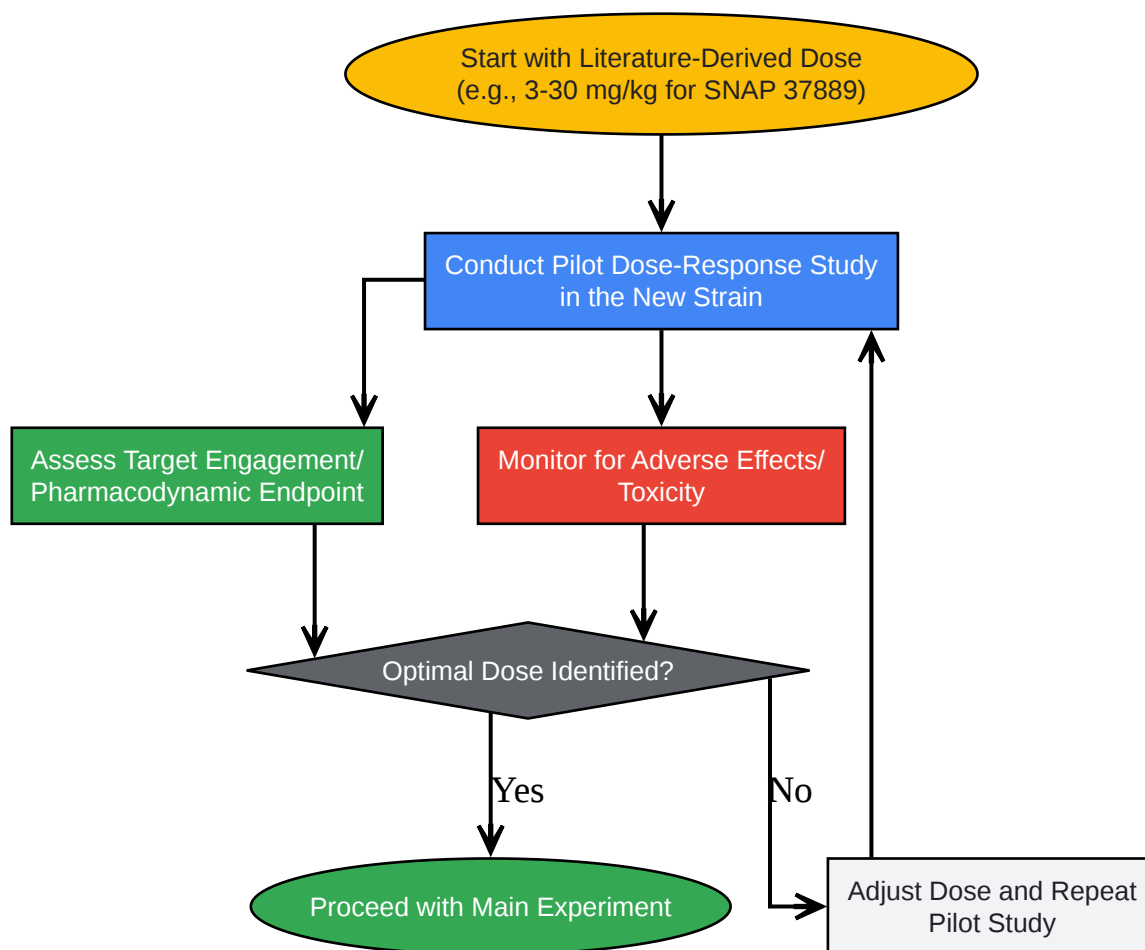 Start with Literature-Derived Dose
(e.g., 3-30 mg/kg for SNAP 37889)
Conduct Pilot Dose-Response Study
in the New Strain
Assess Target Engagement/
Pharmacodynamic Endpoint
Monitor for Adverse Effects/
Toxicity
Optimal Dose Identified?
Yes
No
Proceed with Main Experiment
Adjust Dose and Repeat
Pilot Study